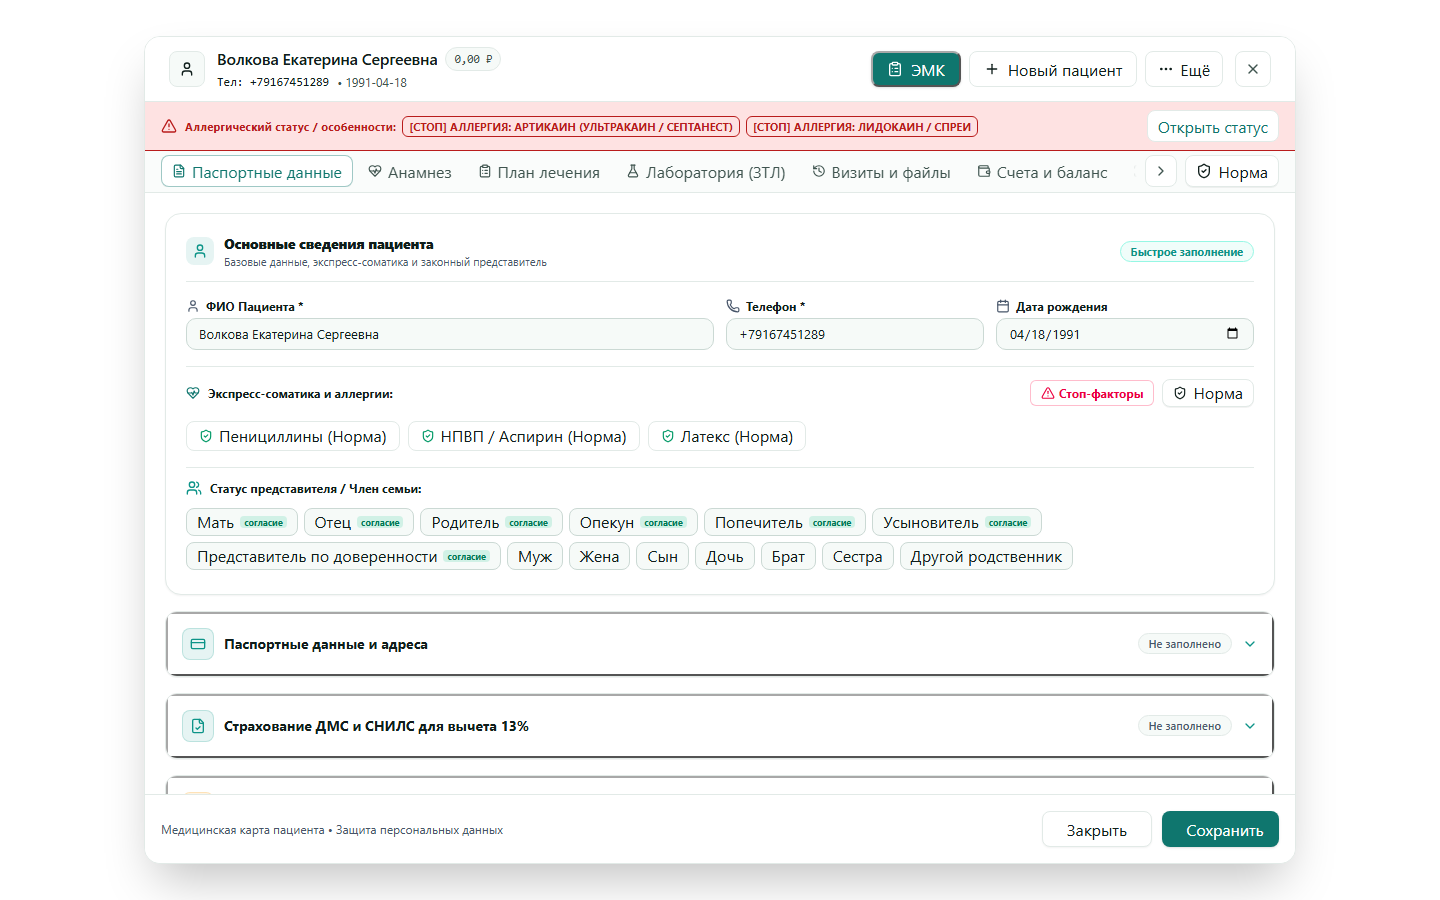 Волкова Екатерина Сергеевна 0,00 ₽
Тел: +79167451289 • 1991-04-18
ЭМК
Новый пациент
Ещё
Аллергический статус / особенности: [СТОП] АЛЛЕРГИЯ: АРТИКАИН (УЛЬТРАКАИН / СЕПТАНЕСТ) [СТОП] АЛЛЕРГИЯ: ЛИДОКАИН / СПРЕИ
Открыть статус
Паспортные данные Анамнез План лечения Лаборатория (ЗТЛ) Визиты и файлы Счета и баланс Норма
Основные сведения пациента
Базовые данные, экспресс-соматика и законный представитель
Быстрое заполнение
ФИО Пациента * Телефон * Дата рождения
Волкова Екатерина Сергеевна +79167451289 04/18/1991
Экспресс-соматика и аллергии: Стоп-факторы Норма
Пенициллины (Норма) НПВП / Аспирин (Норма) Латекс (Норма)
Статус представителя / Член семьи:
Мать согласие Отец согласие Родитель согласие Опекун согласие Попечитель согласие Усыновитель согласие
Представитель по доверенности согласие Муж Жена Сын Дочь Брат Сестра Другой родственник
Паспортные данные и адреса Не заполнено
Страхование ДМС и СНИЛС для вычета 13% Не заполнено
Медицинская карта пациента • Защита персональных данных
Закрыть Сохранить